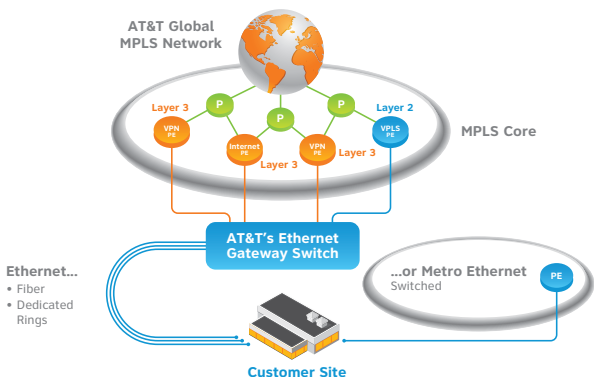 AT&T Global
MPLS Network
Layer 3
P
P
P
Layer 2
VPN
PE
Internet
PE
VPN
PE
VPLS
PE
Layer 3
Layer 3
MPLS Core
AT&T's Ethernet
Gateway Switch
Ethernet...
• Fiber
• Dedicated
Rings
...or Metro Ethernet
Switched
PE
Customer Site